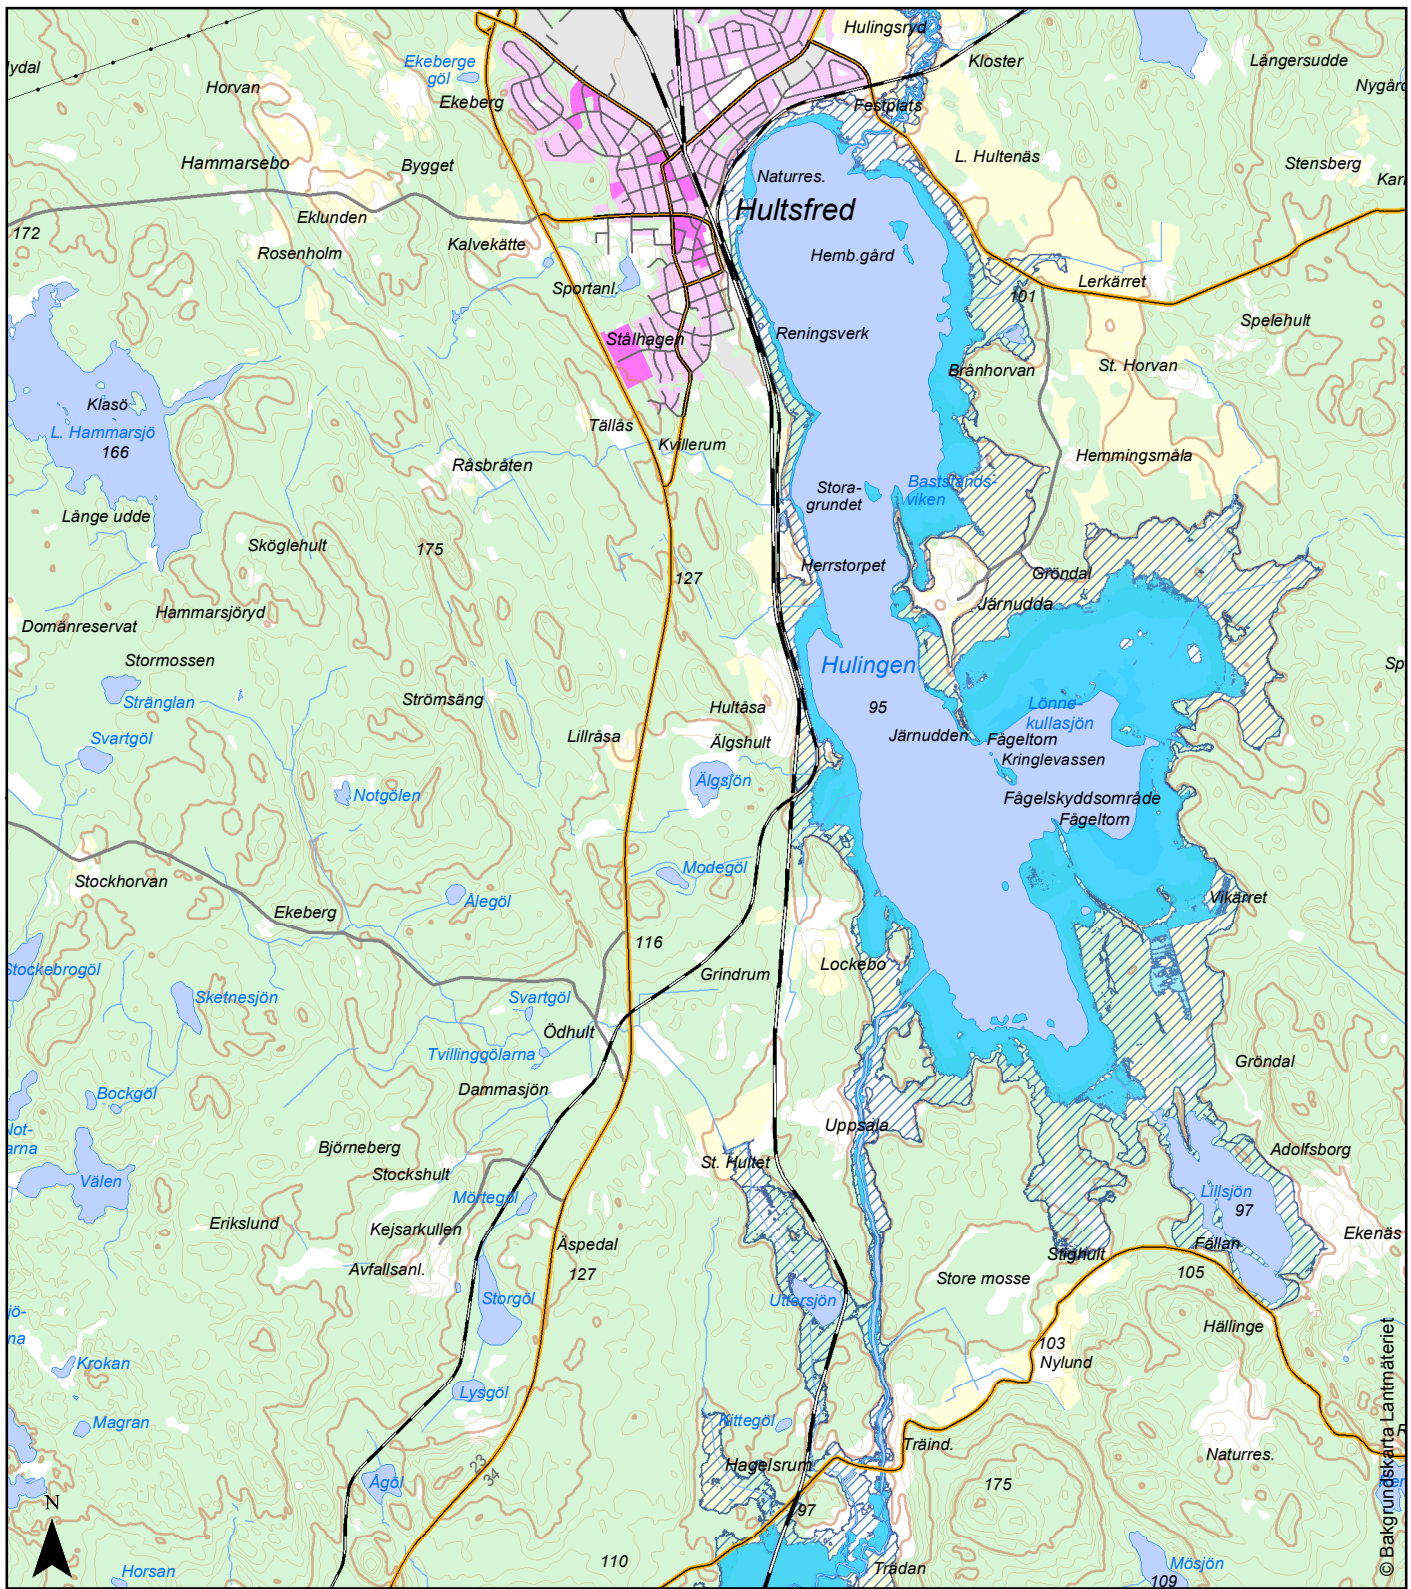 Hulingsryd
Kloster
Långersudde
Ekeberge
göl
Horvan
Ekeberg
Festplats
Hammarsebo
Bygget
L. Hultenäs
Stensberg
Naturres.
Hultsfred
Eklunden
172
Rosenholm
Kalvekätte
Hemb.gård
Sportanl.
Lerkärret
101
Spelehult
Reningsverk
Stålhagen
Brånhorvan
St. Horvan
Klasö
L. Hammarsjö
166
Tällås
Kvillerum
Råsbråten
Hemmingsmåla
Stora-
grundet
Bastständs-
viken
Långe udde
Sköglehult
175
Herrstorpet
Gröndal
127
Järnudda
Hammarsjöryd
Domänreservat
Stormossen
Hulingen
Stränglan
Strömsäng
Hultåsa
95
Lönne-
kullasjön
Svartgöl
Lillråsa
Älgshult
Järnudden
Fågeltorn
Kringlevassen
Älgsjön
Notgölen
Fågelskyddsområde
Fågeltorn
Modegöl
Stockhorvan
Ålegöl
Vikärret
Ekeberg
116
Stockebrogöl
Grindrum
Lockebo
Sketnesjön
Svartgöl
Ödhult
Tvillinggölarna
Gröndal
Dammasjön
Bockgöl
Uppsala
Björneberg
Adolfsborg
St. Hultet
Stockshult
Välen
Mörtegöl
Lillsjön
97
Erikslund
Kejsarkullen
Ekenäs
Äspedal
Fällan
Stighult
Avfallsanl.
127
105
Store mosse
Storgöl
Uttersjön
Hällinge
103
Nylund
Krokan
Lysgöl
Magran
Kittegöl
Träind.
Naturres.
Hagelsrum
23
34
Agöl
175
N
97
110
Trädan
Mösjön
109
Horsan
© Bakgrundskarta Lantmäteriet